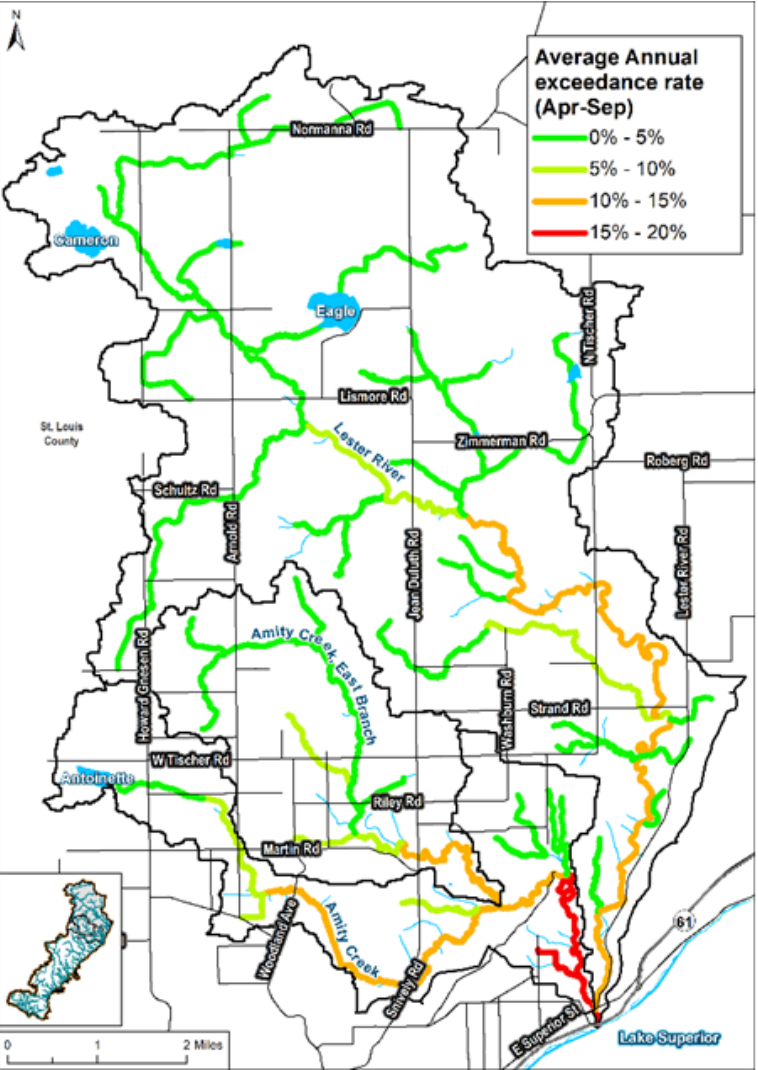 N
Average Annual
exceedance rate
(Apr-Sep)
0% - 5%
5% - 10%
10% - 15%
15% - 20%
Normanna Rd
Cameron
Eagle
N Tischer Rd
Lismore Rd
St. Louis
County
Lester River
Zimmerman Rd
Roberg Rd
Schultz Rd
Arnold Rd
Jean Duluth Rd
Lester River Rd
Amity Creek, East Branch
Howard Gnesen Rd
Washburn Rd
Strand Rd
W Tischer Rd
Antoinette
Riley Rd
Martin Rd
61
Woodland Ave
Amity Creek
Snively Rd
E Superior St
Lake Superior
0 1 2 Miles